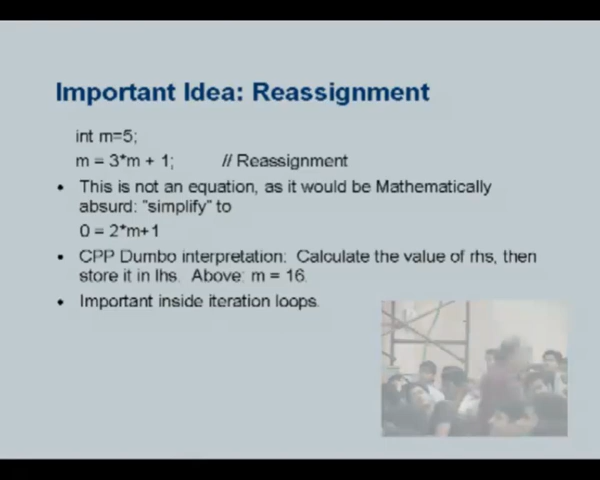 Important Idea: Reassignment
int m=5;
m = 3*m + 1; // Reassignment
• This is not an equation, as it would be Mathematically
absurd: "simplify" to
0 = 2*m+1
• CPP Dumbo interpretation: Calculate the value of rhs, then
store it in lhs. Above: m = 16.
• Important inside iteration loops.